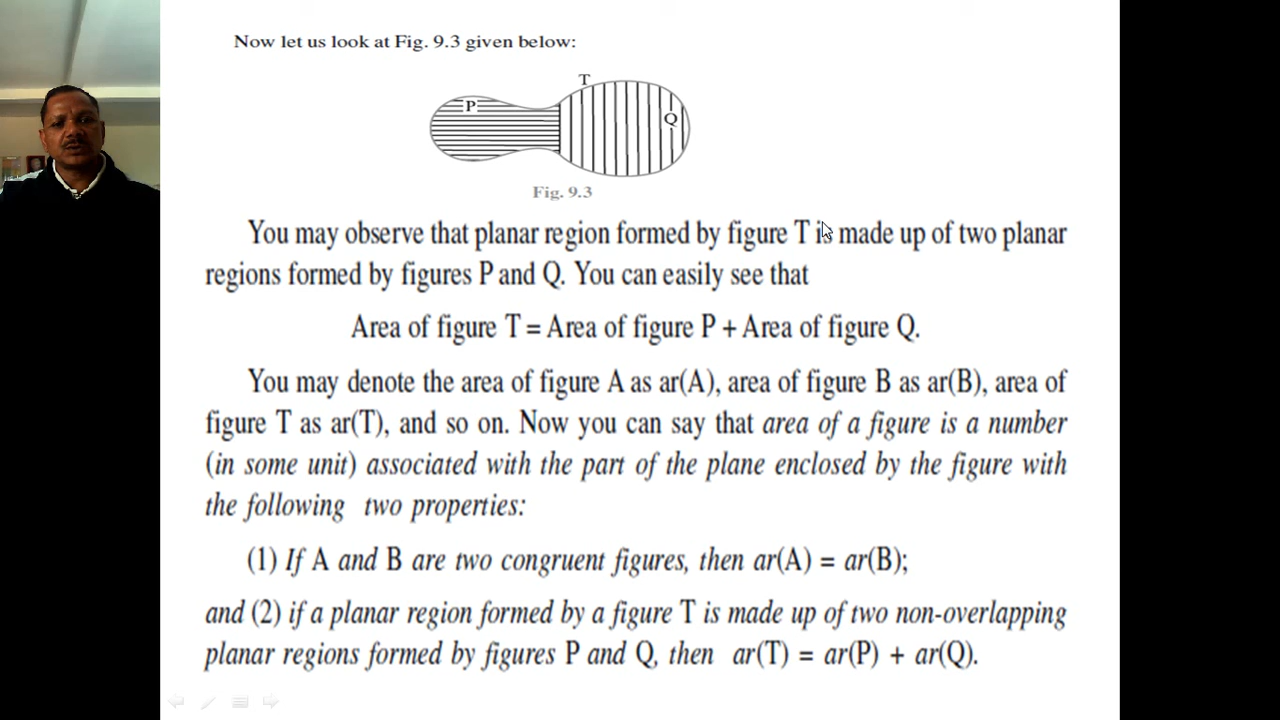 Now let us look at Fig. 9.3 given below:
T
P
Q
Fig. 9.3
You may observe that planar region formed by figure T is made up of two planar
regions formed by figures P and Q. You can easily see that
Area of figure T = Area of figure P + Area of figure Q.
You may denote the area of figure A as ar(A), area of figure B as ar(B), area of
figure T as ar(T), and so on. Now you can say that area of a figure is a number
(in some unit) associated with the part of the plane enclosed by the figure with
the following two properties:
(1) If A and B are two congruent figures, then ar(A) = ar(B);
and (2) if a planar region formed by a figure T is made up of two non-overlapping
planar regions formed by figures P and Q, then ar(T) = ar(P) + ar(Q).